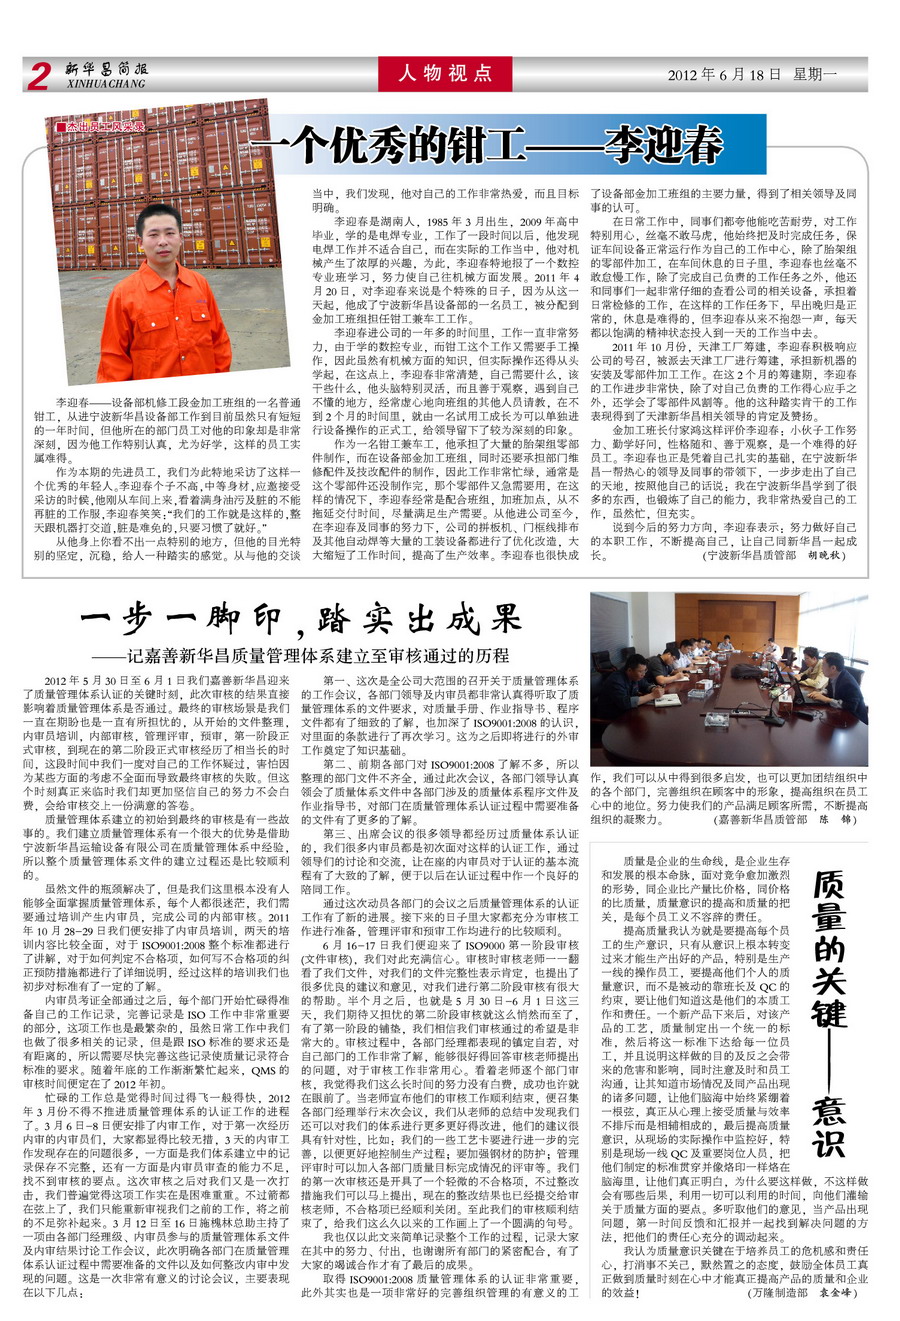 2
新华昌简报
XINHUACHANG
人物视点
2012 年 6 月 18 日 星期一
■杰出员工风采录
一个优秀的钳工——李迎春
李迎春——设备部机修工段金加工班组的一名普通
钳工，从进宁波新华昌设备部工作到目前虽然只有短短
的一年时间，但他所在的部门员工对他的印象却是非常
深刻，因为他工作特别认真，尤为好学，这样的员工实
属难得。
作为本期的先进员工，我们为此特地采访了这样一
个优秀的年轻人。李迎春个子不高，中等身材，应邀接受
采访的时候，他刚从车间上来，看着满身油污及脏的不能
再脏的工作服，李迎春笑笑：“我们的工作就是这样的，整
天跟机器打交道，脏是难免的，只要习惯了就好。”
从他身上你看不出一点特别的地方，但他的目光特
别的坚定，沉稳，给人一种踏实的感觉。从与他的交谈
当中，我们发现，他对自己的工作非常热爱，而且目标
明确。
李迎春是湖南人，1985 年 3 月出生，2009 年高中
毕业，学的是电焊专业，工作了一段时间以后，他发现
电焊工作并不适合自己，而在实际的工作当中，他对机
械产生了浓厚的兴趣，为此，李迎春特地报了一个数控
专业班学习，努力使自己往机械方面发展。2011 年 4
月 20 日，对李迎春来说是个特殊的日子，因为从这一
天起，他成了宁波新华昌设备部的一名员工，被分配到
金加工班组担任钳工兼车工工作。
李迎春进公司的一年多的时间里，工作一直非常努
力，由于学的数控专业，而钳工这个工作又需要手工操
作，因此虽然有机械方面的知识，但实际操作还得从头
学起，在这点上，李迎春非常清楚，自己需要什么，该
干些什么，他头脑特别灵活，而且善于观察，遇到自己
不懂的地方，经常虚心地向班组的其他人员请教，在不
到 2 个月的时间里，就由一名试用工成长为可以单独进
行设备操作的正式工，给领导留下了较为深刻的印象。
作为一名钳工兼车工，他承担了大量的胎架组零部
件制作，而在设备部金加工班组，同时还要承担部门维
修配件及技改配件的制作，因此工作非常忙绿，通常是
这个零部件还没制作完，那个零部件又急需要用，在这
样的情况下，李迎春经常是配合班组，加班加点，从不
拖延交付时间，尽量满足生产需要。从他进公司至今，
在李迎春及同事的努力下，公司的拼板机、门框线排布
及其他自动焊等大量的工装设备都进行了优化改造，大
大缩短了工作时间，提高了生产效率。李迎春也很快成
了设备部金加工班组的主要力量，得到了相关领导及同
事的认可。
在日常工作中，同事们都夸他能吃苦耐劳，对工作
特别用心，丝毫不敢马虎，他始终把及时完成任务，保
证车间设备正常运行作为自己的工作中心，除了胎架组
的零部件加工，在车间休息的日子里，李迎春也丝毫不
敢怠慢工作，除了完成自己负责的工作任务之外，他还
和同事们一起非常仔细的查看公司的相关设备，承担着
日常检修的工作，在这样的工作任务下，早出晚归是正
常的，休息是难得的，但李迎春从来不抱怨一声，每天
都以饱满的精神状态投入到一天的工作当中去。
2011 年 10 月份，天津工厂筹建，李迎春积极响应
公司的号召，被派去天津工厂进行筹建，承担新机器的
安装及零部件加工工作。在这 2 个月的筹建期，李迎春
的工作进步非常快，除了对自己负责的工作得心应手之
外，还学会了零部件风割等。他的这种踏实肯干的工作
表现得到了天津新华昌相关领导的肯定及赞扬。
金加工班长付家鸿这样评价李迎春：小伙子工作努
力、勤学好问，性格随和、善于观察，是一个难得的好
员工。李迎春也正是凭着自己扎实的基础，在宁波新华
昌一帮热心的领导及同事的带领下，一步步走出了自己
的天地，按照他自己的话说：我在宁波新华昌学到了很
多的东西，也锻炼了自己的能力，我非常热爱自己的工
作，虽然忙，但充实。
说到今后的努力方向，李迎春表示：努力做好自己
的本职工作，不断提高自己，让自己同新华昌一起成
长。 (宁波新华昌质管部 胡晓秋)
一步一脚印，踏实出成果
——记嘉善新华昌质量管理体系建立至审核通过的历程
2012 年 5 月 30 日至 6 月 1 日我们嘉善新华昌迎来
了质量管理体系认证的关键时刻，此次审核的结果直接
影响着质量管理体系是否通过。最终的审核场景是我们
一直在期盼也是一直有所担忧的，从开始的文件整理，
内审员培训，内部审核，管理评审，预审，第一阶段正
式审核，到现在的第二阶段正式审核经历了相当长的时
间，这段时间中我们一度对自己的工作怀疑过，害怕因
为某些方面的考虑不全面而导致最终审核的失败。但这
个时刻真正来临时我们却更加坚信自己的努力不会白
费，会给审核交上一份满意的答卷。
质量管理体系建立的初始到最终的审核是有一些故
事的。我们建立质量管理体系有一个很大的优势是借助
宁波新华昌运输设备有限公司在质量管理体系中经验，
所以整个质量管理体系文件的建立过程还是比较顺利
的。
虽然文件的瓶颈解决了，但是我们这里根本没有人
能够全面掌握质量管理体系，每个人都很迷茫，我们需
要通过培训产生内审员，完成公司的内部审核。2011
年 10 月 28-29 日我们便安排了内审员培训，两天的培
训内容比较全面，对于 ISO9001:2008 整个标准都进行
了讲解，对于如何判定不合格项，如何写不合格项的纠
正预防措施都进行了详细说明，经过这样的培训我们也
初步对标准有了一定的了解。
内审员考证全部通过之后，每个部门开始忙碌得准
备自己的工作记录，完善记录是 ISO 工作中非常重要
的部分，这项工作也是最繁杂的，虽然日常工作中我们
也做了很多相关的记录，但是跟 ISO 标准的要求还是
有距离的，所以需要尽快完善这些记录使质量记录符合
标准的要求。随着年底的工作渐渐繁忙起来，QMS 的
审核时间便定在了 2012 年初。
忙碌的工作总是觉得时间过得飞一般得快，2012
年 3 月份不得不推进质量管理体系的认证工作的进程
了。3 月 6 日-8 日便安排了内审工作，对于第一次经历
内审的内审员们，大家都显得比较无措，3 天的内审工
作发现存在的问题很多，一方面是我们体系建立中的记
录保存不完整，还有一方面是内审员审查的能力不足，
找不到审核的要点。这次审核之后对我们又是一次打
击，我们普遍觉得这项工作实在是困难重重。不过箭都
在弦上了，我们只能重新审视我们之前的工作，将之前
的不足弥补起来。3 月 12 日至 16 日施槐林总助主持了
一项由各部门经理级、内审员参与的质量管理体系文件
及内审结果讨论工作会议，此次明确各部门在质量管理
体系认证过程中需要准备的文件以及如何整改内审中发
现的问题。这是一次非常有意义的讨论会议，主要表现
在以下几点：
第一、这次是全公司大范围的召开关于质量管理体系
的工作会议，各部门领导及内审员都非常认真得听取了质
量管理体系的文件要求，对质量手册、作业指导书、程序
文件都有了细致的了解，也加深了 ISO9001:2008 的认识，
对里面的条款进行了再次学习。这为之后即将进行的外审
工作奠定了知识基础。
第二、前期各部门对 ISO9001:2008 了解不多，所以
整理的部门文件不齐全，通过此次会议，各部门领导认真
领会了质量体系文件中各部门涉及的质量体系程序文件及
作业指导书，对部门在质量管理体系认证过程中需要准备
的文件有了更多的了解。
第三、出席会议的很多领导都经历过质量体系认证
的，我们很多内审员都是初次面对这样的认证工作，通过
领导们的讨论和交流，让在座的内审员对于认证的基本流
程有了大致的了解，便于以后在认证过程中作一个良好的
陪同工作。
通过这次动员各部门的会议之后质量管理体系的认证
工作有了新的进展。接下来的日子里大家都充分为审核工
作进行准备，管理评审和预审工作均进行的比较顺利。
6 月 16-17 日我们便迎来了 ISO9000 第一阶段审核
(文件审核)，我们对此充满信心。审核时审核老师一一翻
看了我们文件，对我们的文件完整性表示肯定，也提出了
很多优良的建议和意见，对我们进行第二阶段审核有很大
的帮助。半个月之后，也就是 5 月 30 日-6 月 1 日这三
天，我们期待又担忧的第二阶段审核就这么悄然而至了，
有了第一阶段的铺垫，我们相信我们审核通过的希望是非
常大的。审核过程中，各部门经理都表现的镇定自若，对
自己部门的工作非常了解，能够很好得回答审核老师提出
的问题，对于审核工作非常用心。看着老师逐个部门审
核，我觉得我们这么长时间的努力没有白费，成功也许就
在眼前了。当老师宣布他们的审核工作顺利结束，便召集
各部门经理举行末次会议，我们从老师的总结中发现我们
还可以对我们的体系进行更多更好得改进，他们的建议很
具有针对性，比如：我们的一些工艺卡要进行进一步的完
善，以便更好地控制生产过程；要加强钢材的防护；管理
评审时可以加入各部门质量目标完成情况的评审等。我们
的第一次审核还是开具了一个轻微的不合格项，不过整改
措施我们可以马上提出，现在的整改结果也已经提交给审
核老师，不合格项已经顺利关闭。至此我们的审核顺利结
束了，给我们这么久以来的工作画上了一个圆满的句号。
我也仅以此文来简单记录整个工作的过程，记录大家
在其中的努力、付出，也谢谢所有部门的紧密配合，有了
大家的竭诚合作才有了最后的成果。
取得 ISO9001:2008 质量管理体系的认证非常重要，
此外其实也是一项非常好的完善组织管理的有意义的工
作，我们可以从中得到很多启发，也可以更加团结组织中
的各个部门，完善组织在顾客中的形象，提高组织在员工
心中的地位。努力使我们的产品满足顾客所需，不断提高
组织的凝聚力。 (嘉善新华昌质管部 陈 锦)
质量的关键——意识
质量是企业的生命线，是企业生存
和发展的根本命脉，面对竞争愈加激烈
的形势，同企业比产量比价格，同价格
的比质量，质量意识的提高和质量的把
关，是每个员工义不容辞的责任。
提高质量我认为就是要提高每个员
工的生产意识，只有从意识上根本转变
过来才能生产出好的产品，特别是生产
一线的操作员工，要提高他们个人的质
量意识，而不是被动的靠班长及 QC 的
约束，要让他们知道这是他们的本质工
作和责任。一个新产品下来后，对该产
品的工艺，质量制定出一个统一的标
准，然后将这一标准下达给每一位员
工，并且说明这样做的目的及反之会带
来的危害和影响，同时注意及时和员工
沟通，让其知道市场情况及同产品出现
的诸多问题，让他们脑海中始终紧绷着
一根弦，真正从心理上接受质量与效率
不排斥而是相辅相成的，最后提高质量
意识，从现场的实际操作中监控好，特
别是现场一线 QC 及重要岗位人员，把
他们制定的标准贯穿并像烙印一样烙在
脑海里，让他们真正明白，为什么要这样做，不这样做
会有哪些后果，利用一切可以利用的时间，向他们灌输
关于质量方面的要点。多听取他们的意见，当产品出现
问题，第一时间反馈和汇报并一起找到解决问题的方
法，把他们的责任心充分的调动起来。
我认为质量意识关键在于培养员工的危机感和责任
心，打消事不关己，默然置之的态度，鼓励全体员工真
正做到质量时刻在心中才能真正提高产品的质量和企业
的效益！ (万隆制造部 袁金峰)